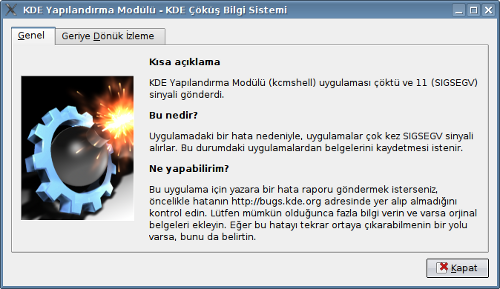 KDE Yapılandırma Modülü - KDE Çokuş Bilgi Sistemi
Genel
Geriye Dönük İzleme
Kısa açıklama
KDE Yapılandırma Modülü (kcmshell) uygulaması çöktü ve 11 (SIGSEGV)
sinyali gönderdi.
Bu nedir?
Uygulamadaki bir hata nedeniyle, uygulamalar çok kez SIGSEGV sinyali
alırlar. Bu durumdaki uygulamalardan belgelerini kaydetmesi istenir.
Ne yapabilirim?
Bu uygulama için yazara bir hata raporu göndermek isterseniz,
öncelikle hatanın http://bugs.kde.org adresinde yer alıp almadığını
kontrol edin. Lütfen mümkün olduğunca fazla bilgi verin ve varsa orjinal
belgeleri ekleyin. Eğer bu hatayı tekrar ortaya çıkarabilmenin bir yolu
varsa, bunu da belirtin.
Kapat